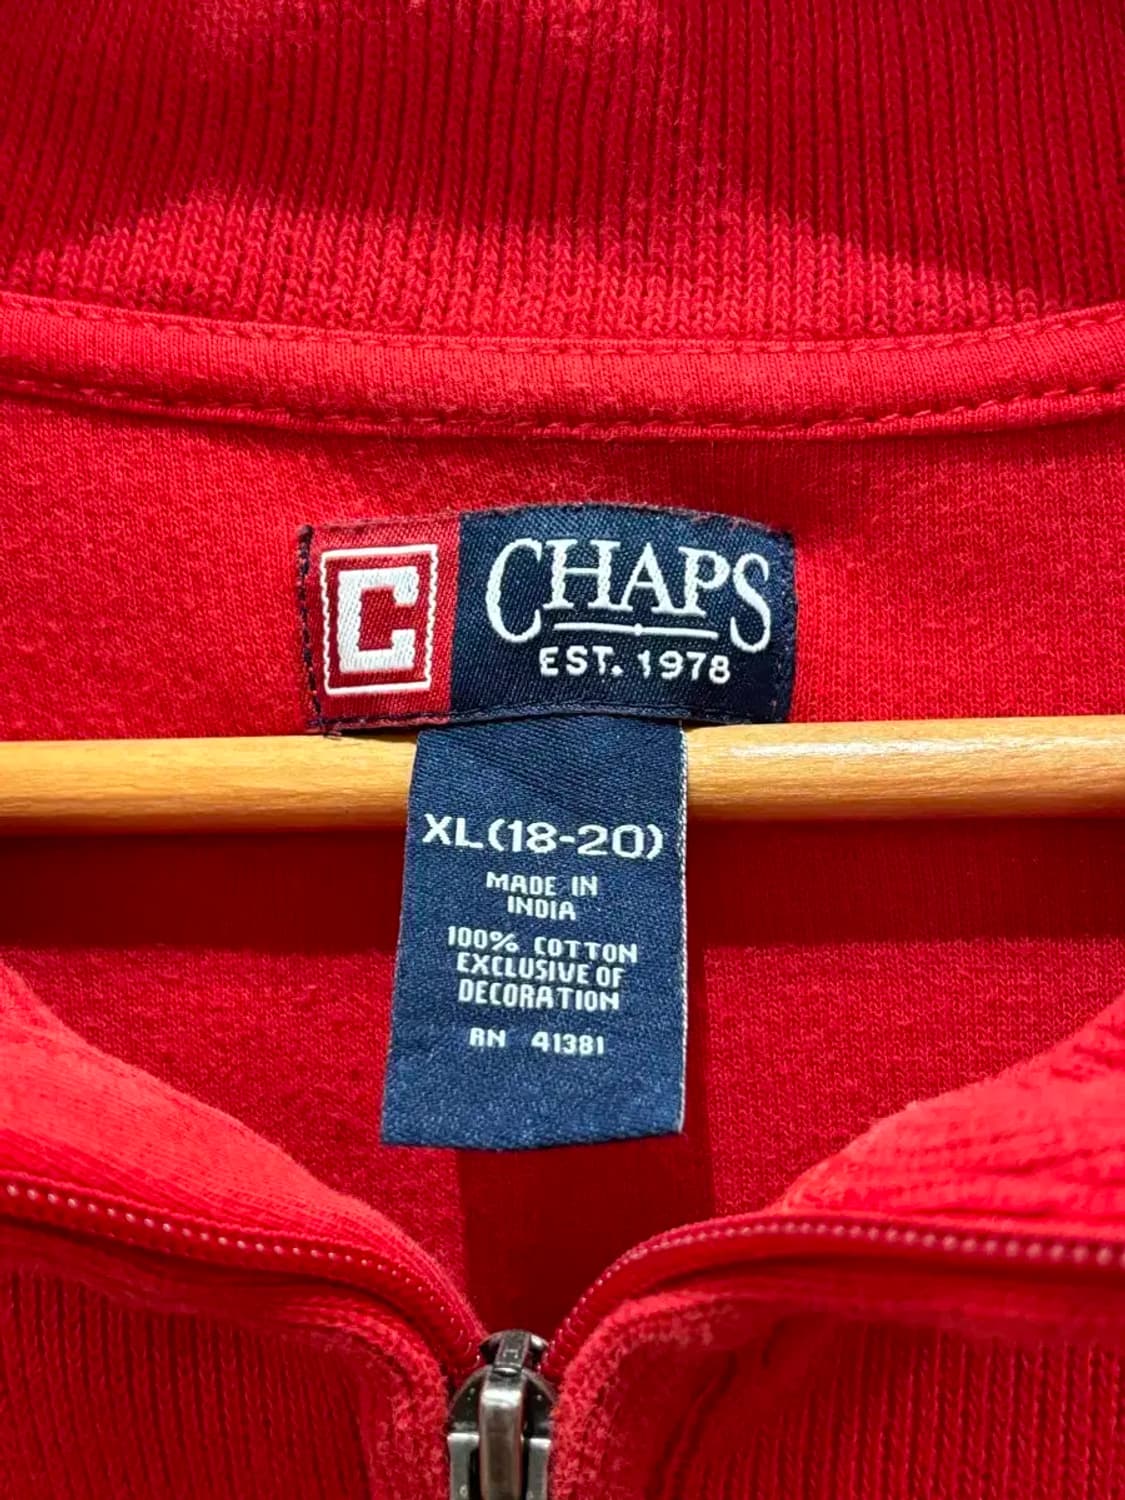 C
CHAPS
EST. 1978
XL(18-20)
MADE IN
INDIA
100% COTTON
EXCLUSIVE OF
DECORATION
RN 41381